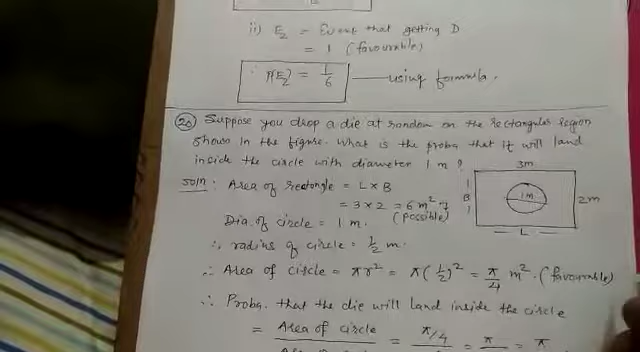 ii) E₂ = Event that getting D
= 1 (favourable)
∴ P(E₂) = 1/6 — using formula.
20 Suppose you drop a die at random on the rectangular region
shown in the figure. What is the proba. that it will land
inside the circle with diameter 1 m?
3m
Soln: Area of rectangle = L × B
1m
B
2m
L
= 3 × 2 = 6 m²
(possible)
Dia. of circle = 1 m.
∴ radius of circle = 1/2 m.
∴ Area of circle = πr² = π(1/2)² = π/4 m². (favourable)
∴ Proba. that the die will land inside the circle
= Area of circle = π/4 = π = π